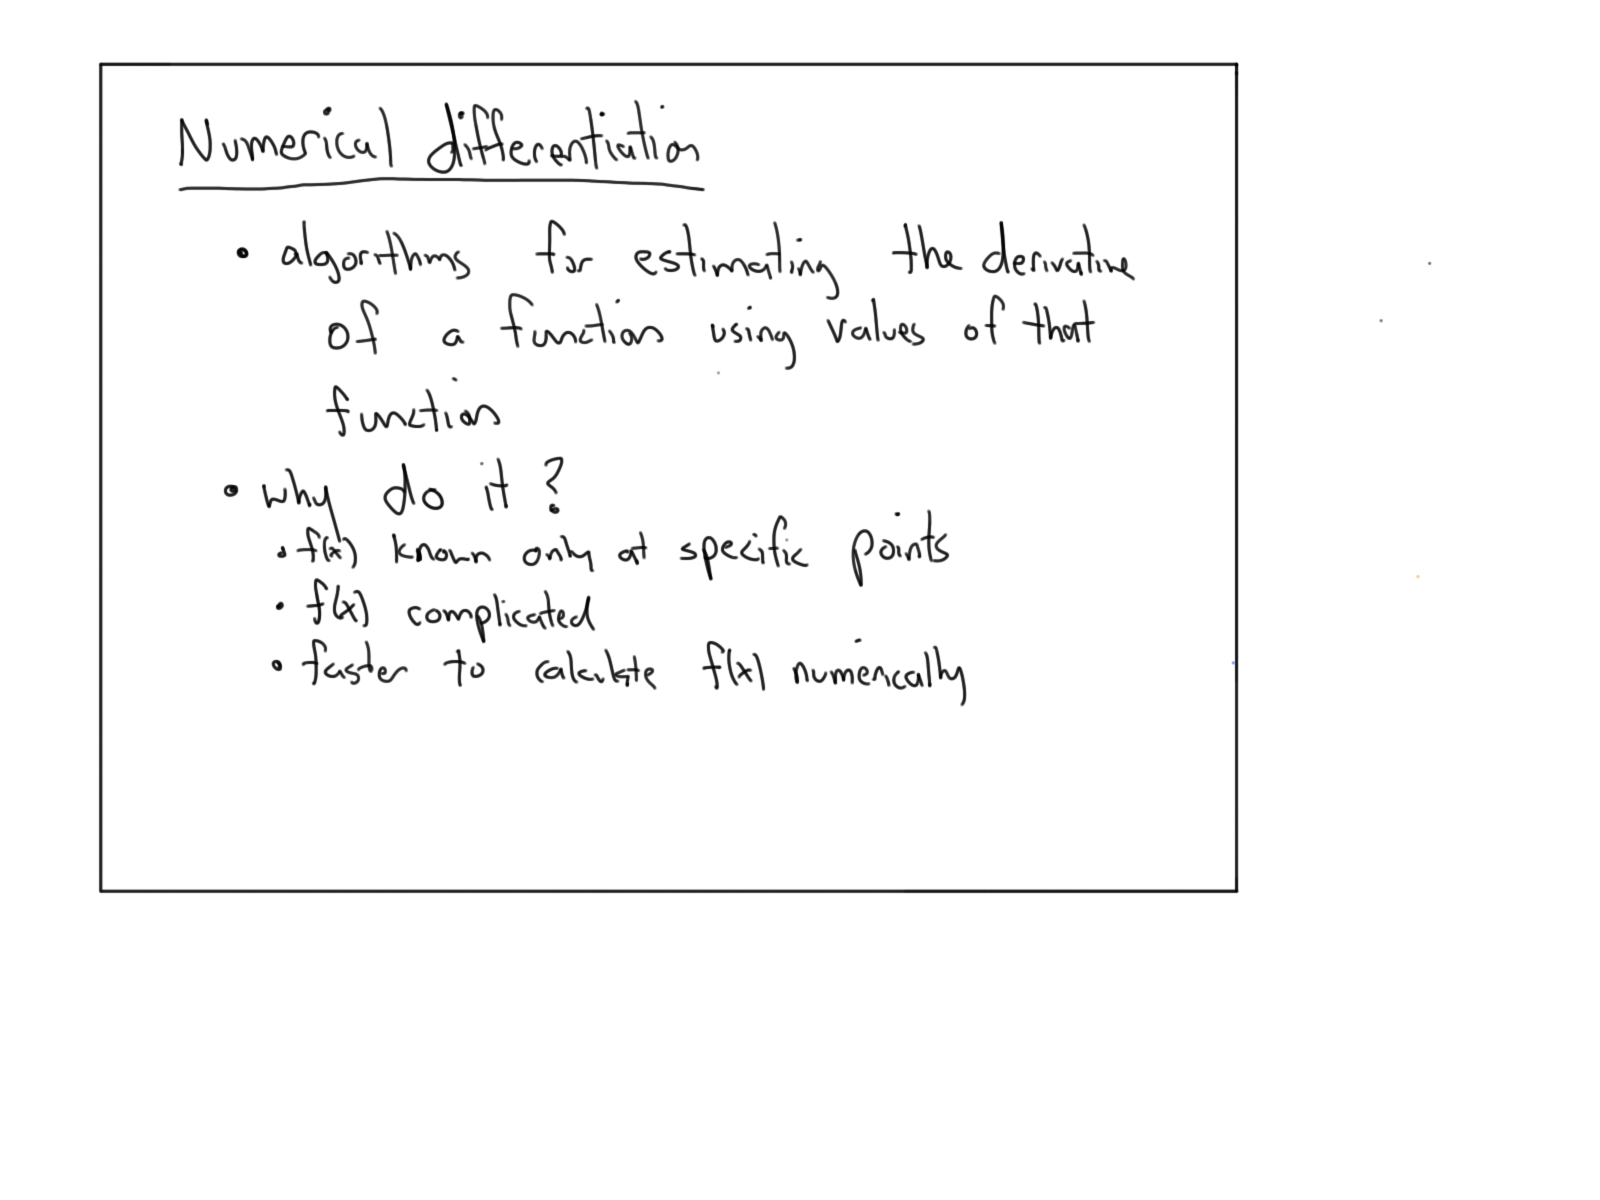 Numerical differentiation
• algorithms for estimating the derivative
of a function using values of that
function
• why do it?
• f(x) known only at specific points
• f(x) complicated
• faster to calculate f(x) numerically